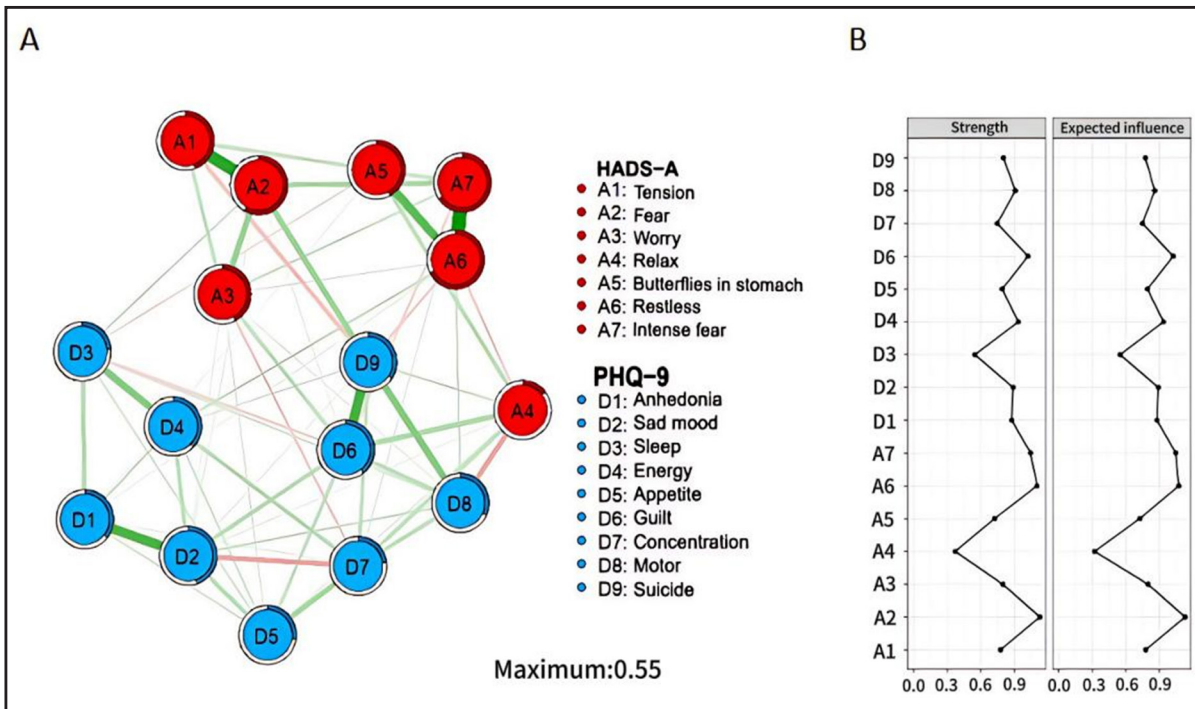 A
B
A1
A2
A5
A7
A6
A3
D3
D9
A4
D4
D6
D8
D1
D2
D7
D5
Maximum:0.55
HADS-A
A1: Tension
A2: Fear
A3: Worry
A4: Relax
A5: Butterflies in stomach
A6: Restless
A7: Intense fear
PHQ-9
D1: Anhedonia
D2: Sad mood
D3: Sleep
D4: Energy
D5: Appetite
D6: Guilt
D7: Concentration
D8: Motor
D9: Suicide
Strength Expected influence
D9
D8
D7
D6
D5
D4
D3
D2
D1
A7
A6
A5
A4
A3
A2
A1
0.0 0.3 0.6 0.9 0.0 0.3 0.6 0.9